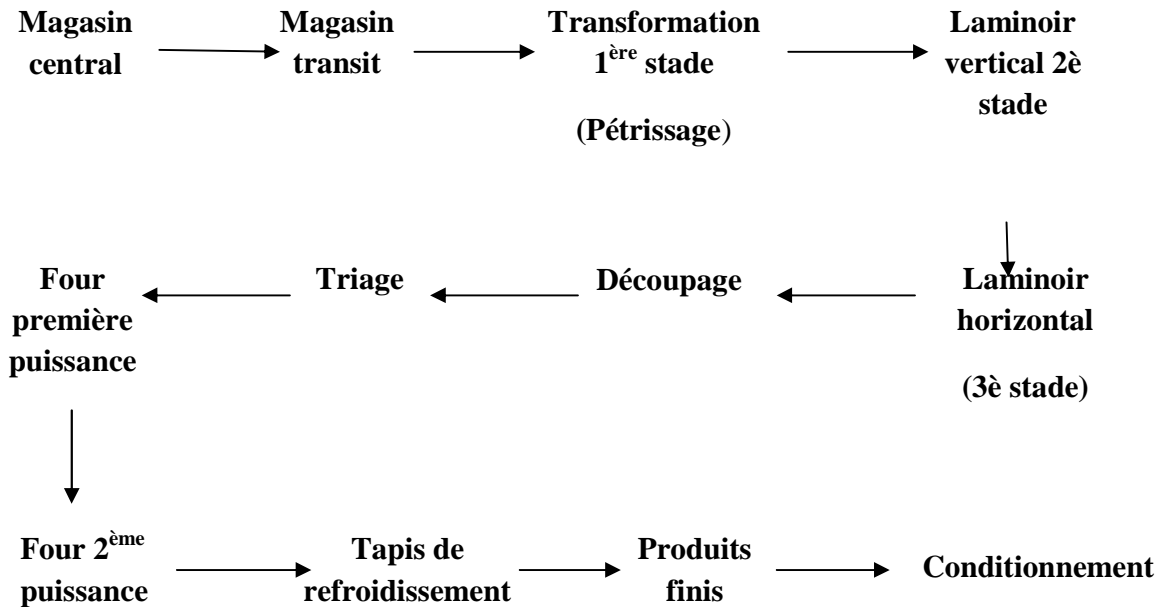 Magasin
central
Magasin
transit
Transformation
1ère stade
(Pétrissage)
Laminoir
vertical 2è
stade
Laminoir
horizontal
(3è stade)
Découpage
Triage
Four
première
puissance
Four 2ème
puissance
Tapis de
refroidissement
Produits
finis
Conditionnement